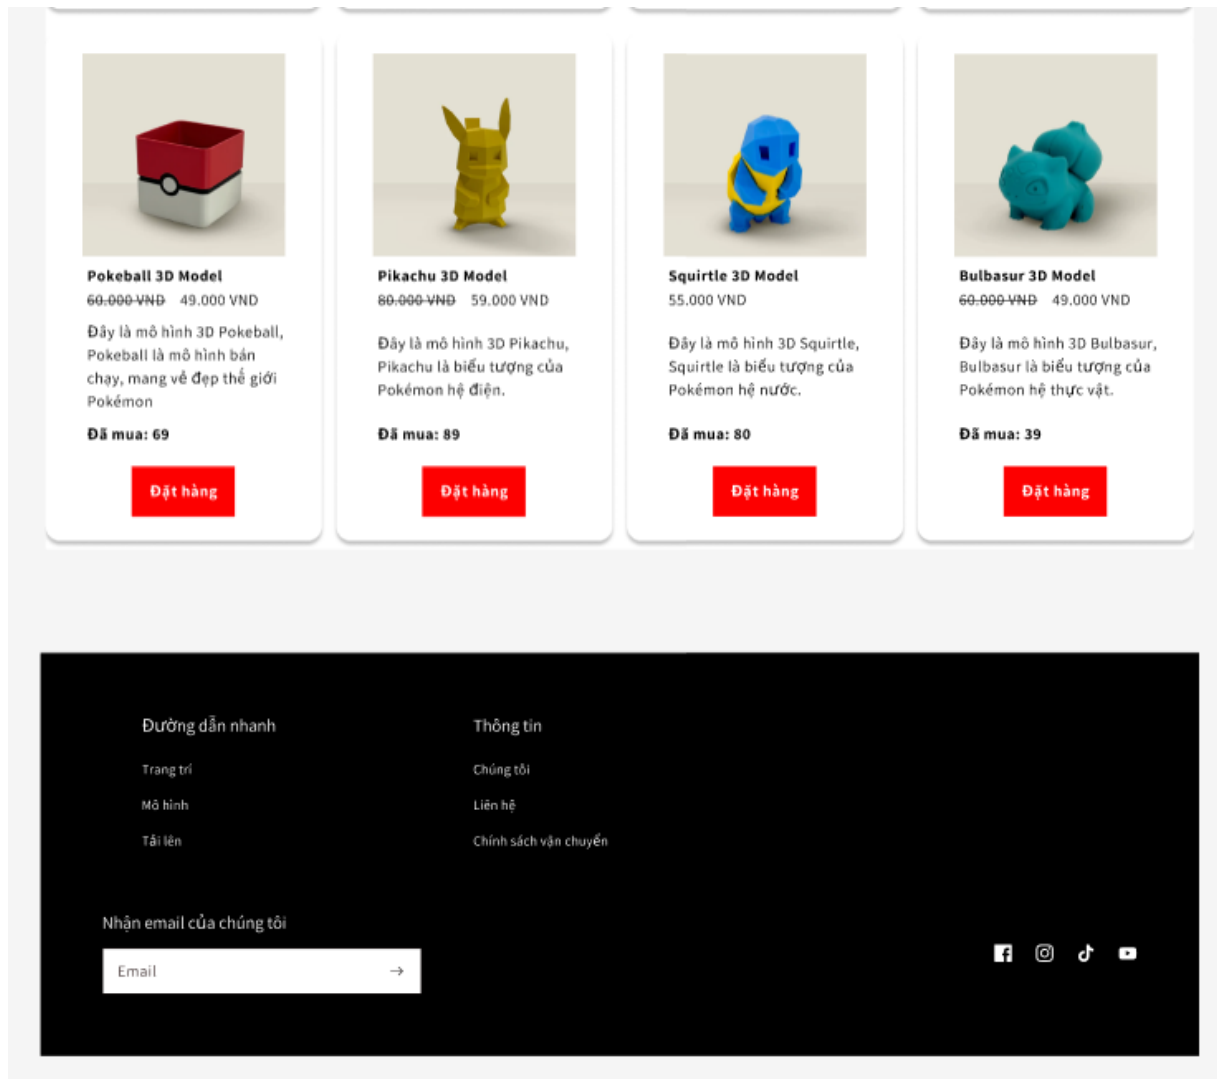 Pokeball 3D Model
60.000 VND 49.000 VND
Đây là mô hình 3D Pokeball,
Pokeball là mô hình bán
chạy, mang vẻ đẹp thế giới
Pokémon
Đã mua: 69
Đặt hàng
Pikachu 3D Model
80.000 VND 59.000 VND
Đây là mô hình 3D Pikachu,
Pikachu là biểu tượng của
Pokémon hệ điện.
Đã mua: 89
Đặt hàng
Squirtle 3D Model
55.000 VND
Đây là mô hình 3D Squirtle,
Squirtle là biểu tượng của
Pokémon hệ nước.
Đã mua: 80
Đặt hàng
Bulbasur 3D Model
60.000 VND 49.000 VND
Đây là mô hình 3D Bulbasur,
Bulbasur là biểu tượng của
Pokémon hệ thực vật.
Đã mua: 39
Đặt hàng
Đường dẫn nhanh
Trang trí
Mô hình
Tải lên
Thông tin
Chúng tôi
Liên hệ
Chính sách vận chuyển
Nhận email của chúng tôi
Email